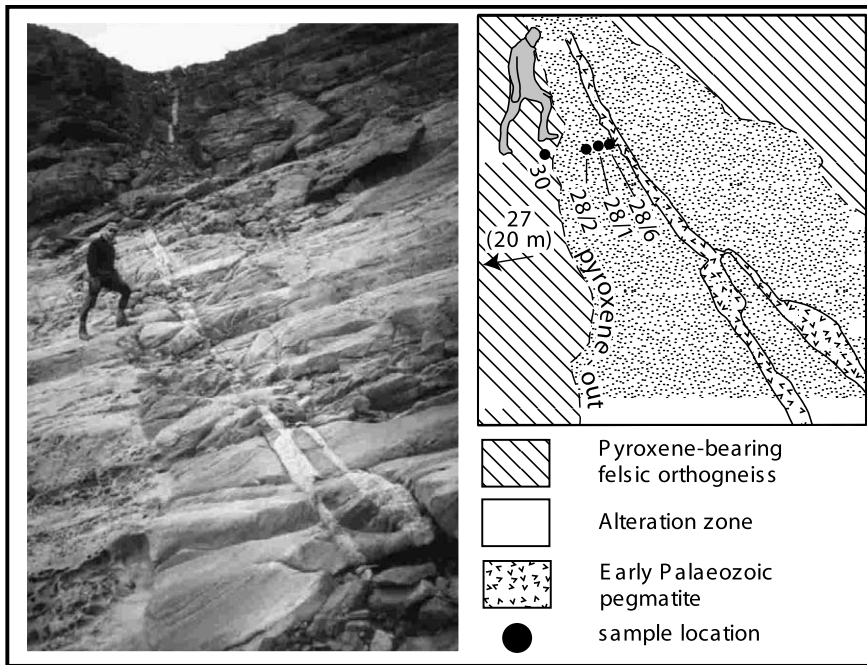 30
28/2
28/1
28/6
27
(20 m)
pyroxene out
Pyroxene-bearing
felsic orthogneiss
Alteration zone
Early Palaeozoic
pegmatite
sample location